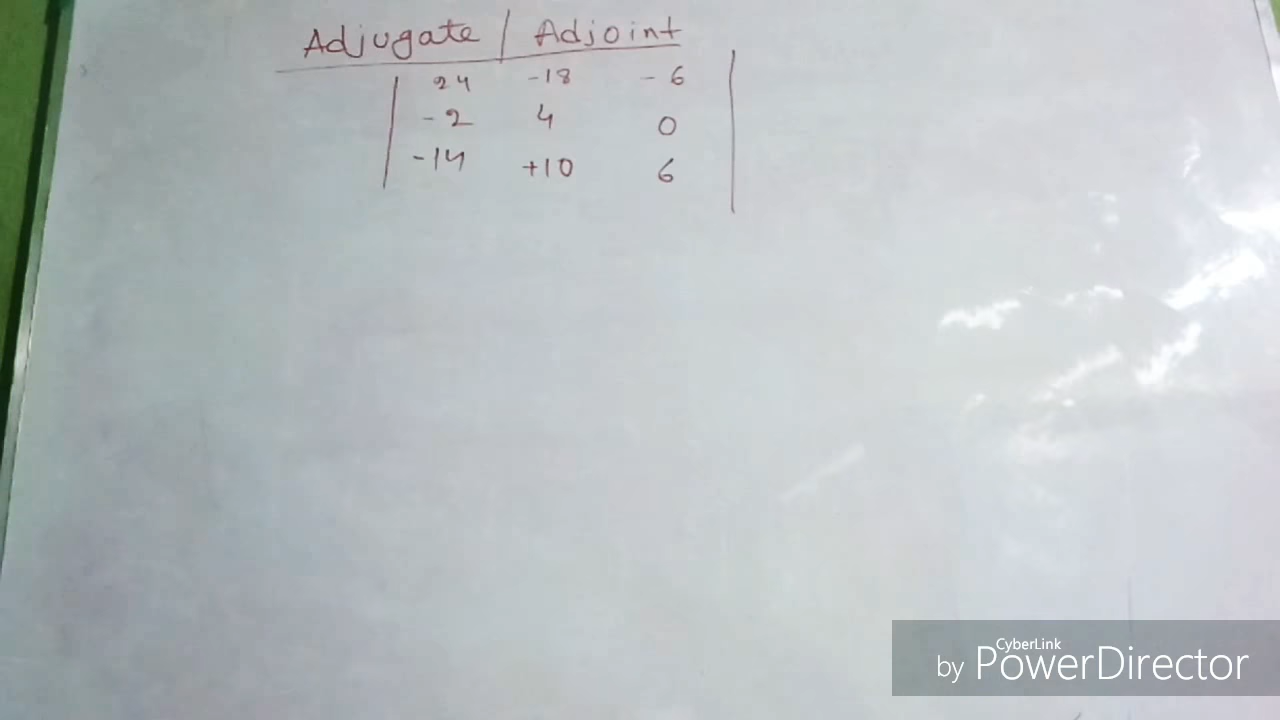 Adjugate / Adjoint
24 -18 -6
-2 4 0
-14 +10 6
CyberLink
by PowerDirector